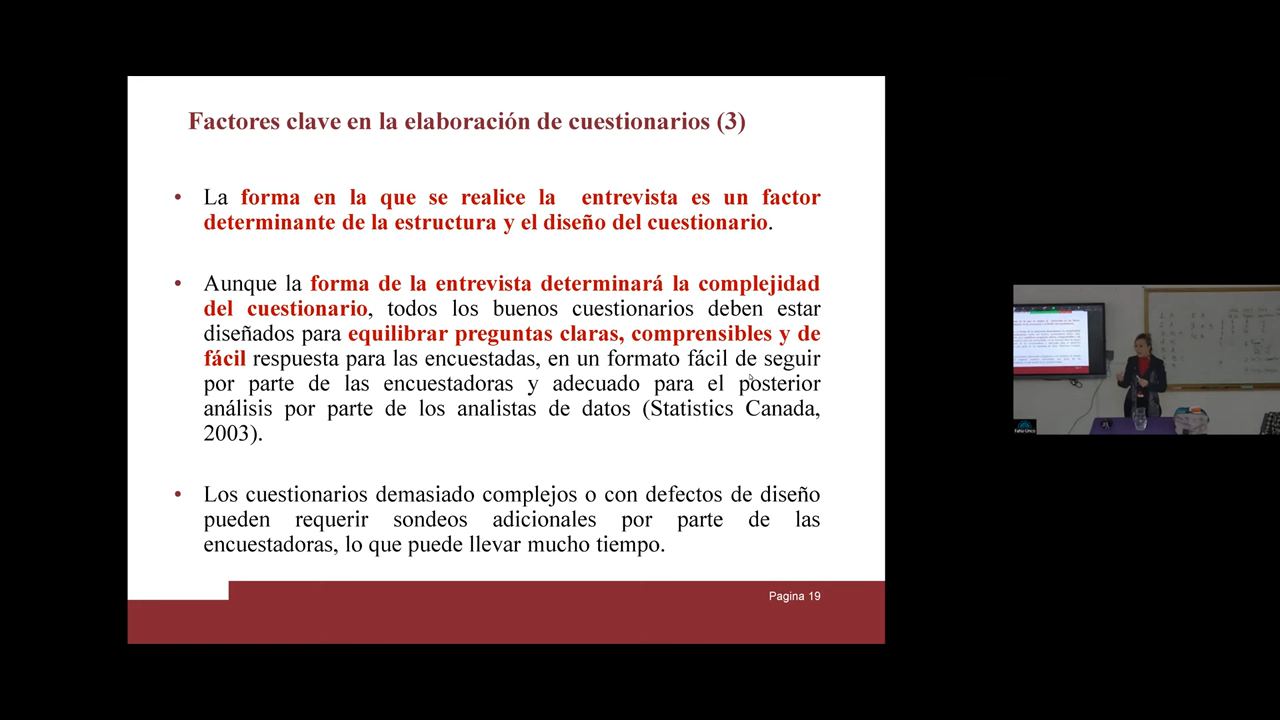 Factores clave en la elaboración de cuestionarios (3)
• La forma en la que se realice la entrevista es un factor
determinante de la estructura y el diseño del cuestionario.
• Aunque la forma de la entrevista determinará la complejidad
del cuestionario, todos los buenos cuestionarios deben estar
diseñados para equilibrar preguntas claras, comprensibles y de
fácil respuesta para las encuestadas, en un formato fácil de seguir
por parte de las encuestadoras y adecuado para el posterior
análisis por parte de los analistas de datos (Statistics Canada,
2003).
• Los cuestionarios demasiado complejos o con defectos de diseño
pueden requerir sondeos adicionales por parte de las
encuestadoras, lo que puede llevar mucho tiempo.
Pagina 19